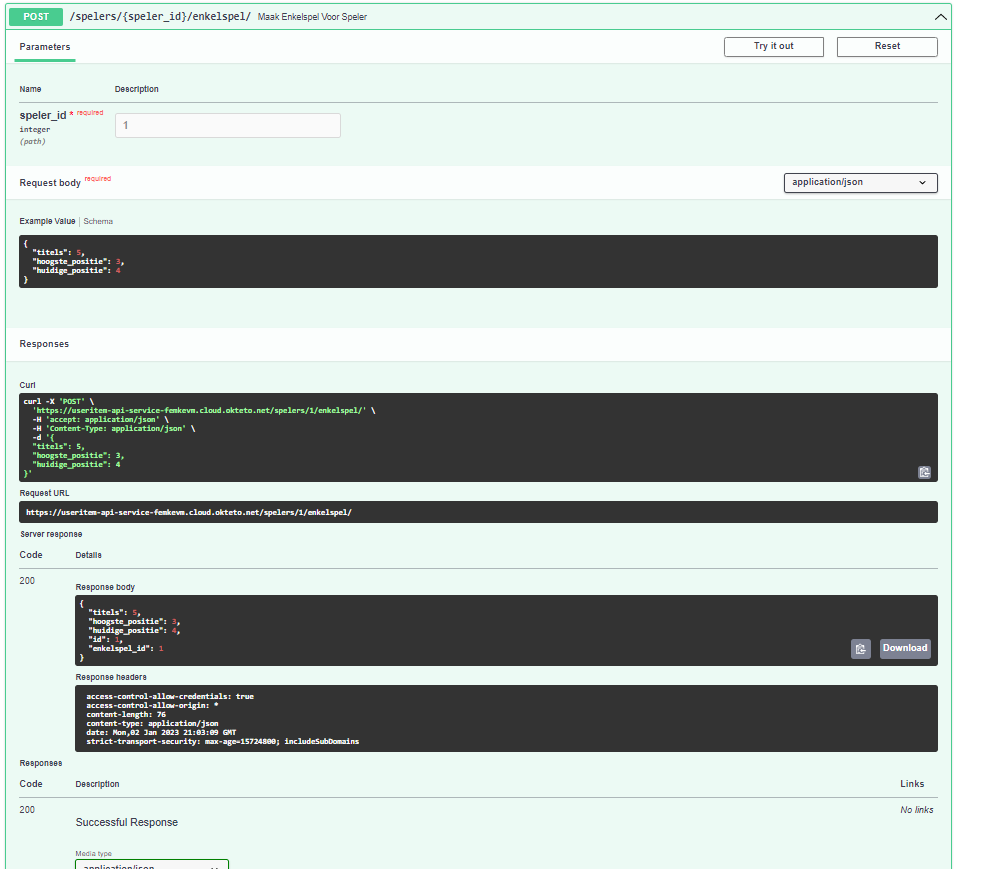 POST /spelers/{speler_id}/enkelspel/ Maak Enkelspel Voor Speler
Parameters
Try it out
Reset
Name Description
speler_id * required
integer
(path)
1
Request body required
application/json
Example Value | Schema
{
"titels": 5,
"hoogste_positie": 3,
"huidige_positie": 4
}
Responses
Curl
curl -X 'POST' \
'https://useritem-api-service-femkevm.cloud.okteto.net/spelers/1/enkelspel/' \
-H 'accept: application/json' \
-H 'Content-Type: application/json' \
-d '{
"titels": 5,
"hoogste_positie": 3,
"huidige_positie": 4
}'
Request URL
https://useritem-api-service-femkevm.cloud.okteto.net/spelers/1/enkelspel/
Server response
Code Details
200
Response body
{
"titels": 5,
"hoogste_positie": 3,
"huidige_positie": 4,
"id": 1,
"enkelspel_id": 1
}
Download
Response headers
access-control-allow-credentials: true
access-control-allow-origin: *
content-length: 76
content-type: application/json
date: Mon,02 Jan 2023 21:03:09 GMT
strict-transport-security: max-age=15724800; includeSubDomains
Responses
Code Description Links
200
Successful Response
No links
Media type
application/json